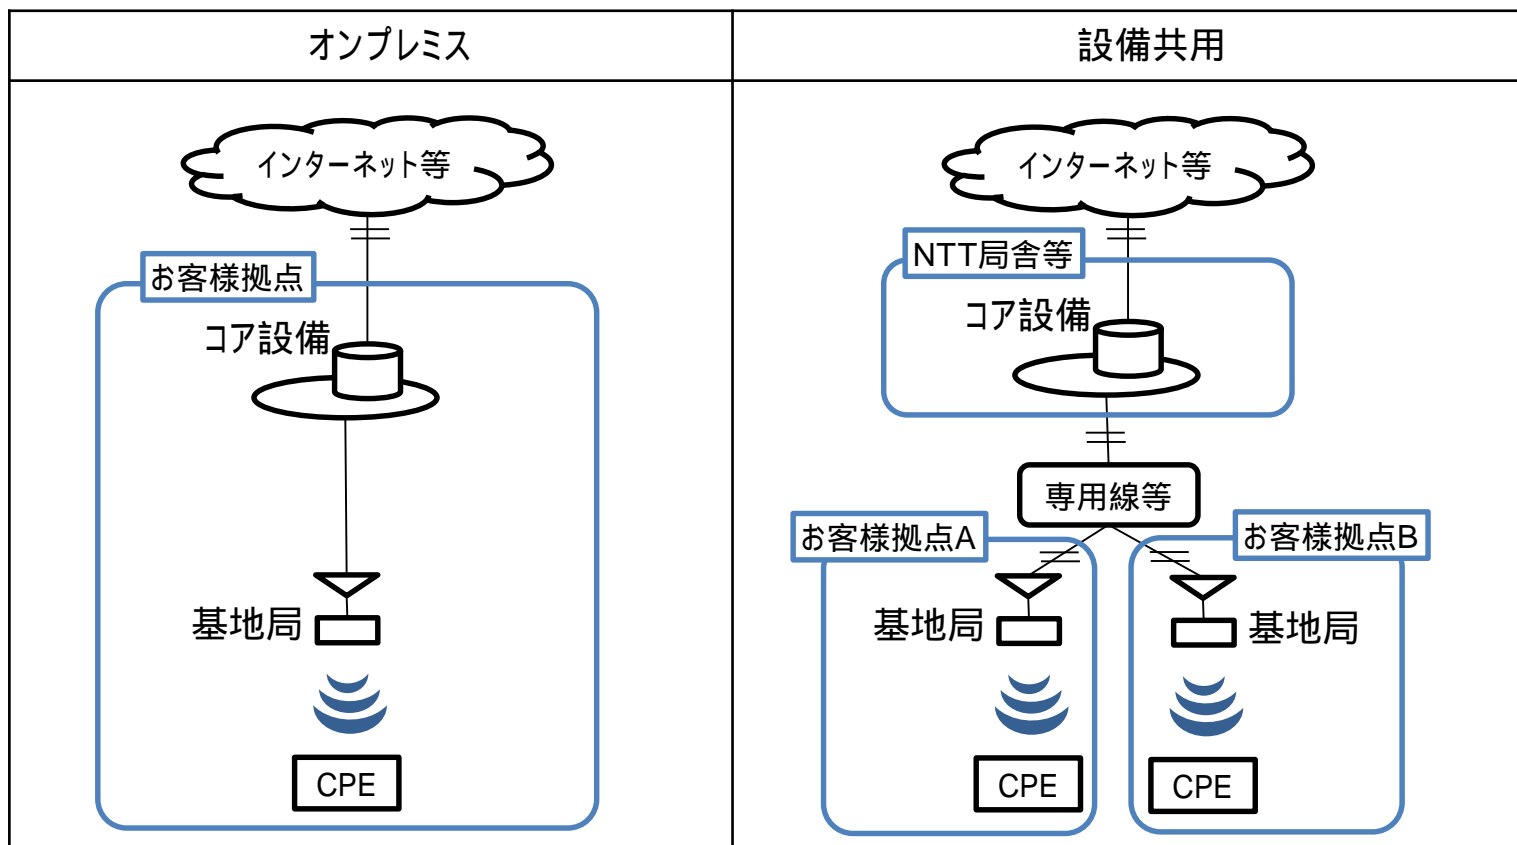 オンプレミス
設備共用
インターネット等
お客様拠点
コア設備
基地局
CPE
インターネット等
NTT局舎等
コア設備
専用線等
お客様拠点A
お客様拠点B
基地局
基地局
CPE
CPE